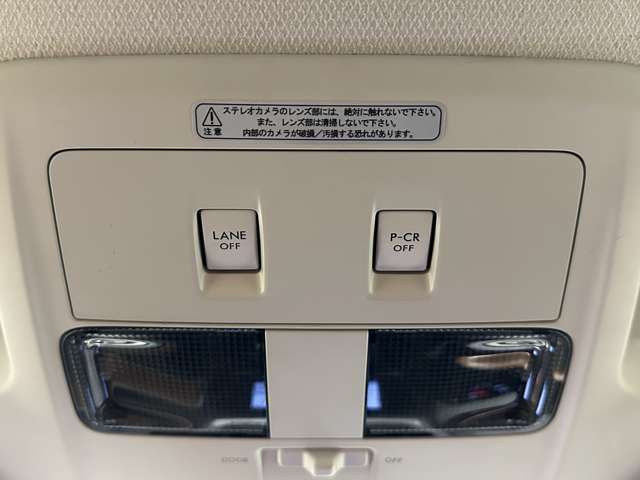 ステレオカメラのレンズ部には、絶対に触れないで下さい。
また、レンズ部は清掃しないで下さい。
内部のカメラが破損／汚損する恐れがあります。
注意
LANE
OFF
P-CR
OFF
DOOR
OFF